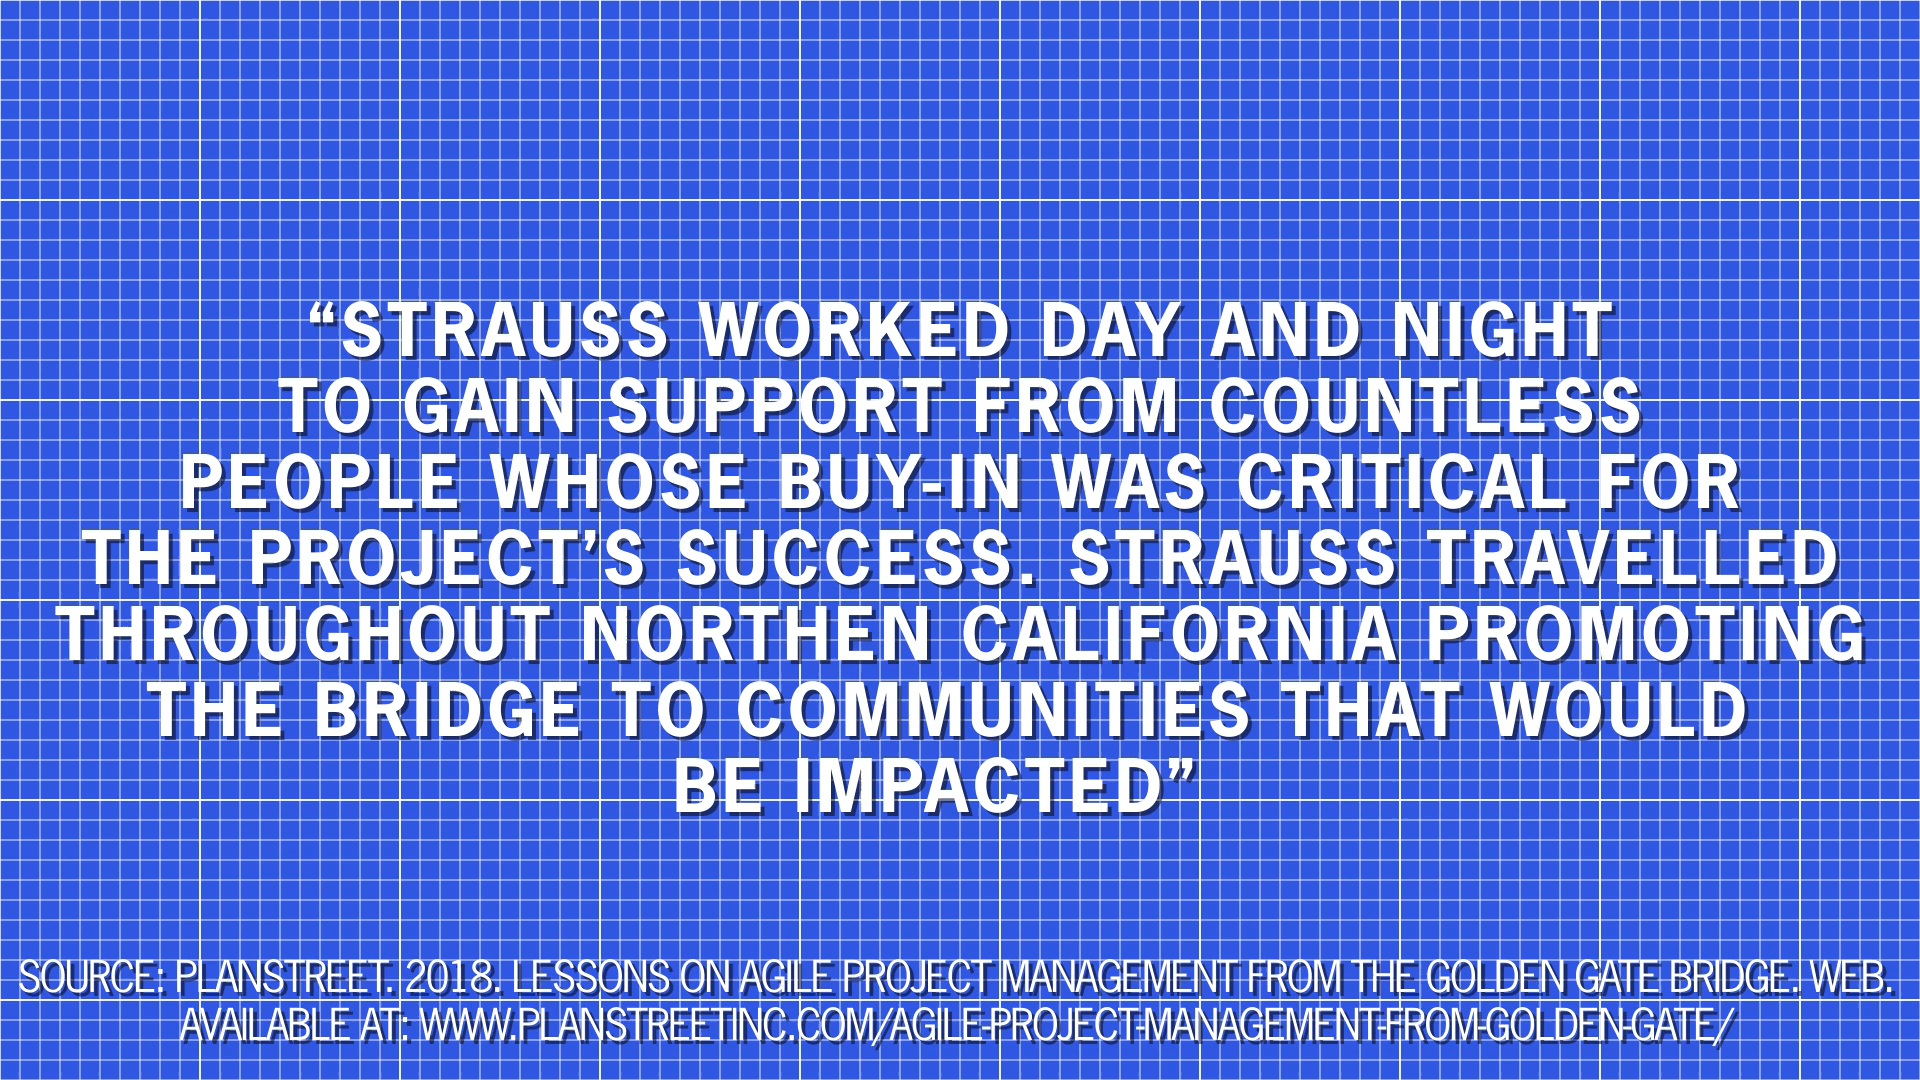 “STRAUSS WORKED DAY AND NIGHT
TO GAIN SUPPORT FROM COUNTLESS
PEOPLE WHOSE BUY-IN WAS CRITICAL FOR
THE PROJECT’S SUCCESS. STRAUSS TRAVELLED
THROUGHOUT NORTHEN CALIFORNIA PROMOTING
THE BRIDGE TO COMMUNITIES THAT WOULD
BE IMPACTED”
SOURCE: PLANSTREET. 2018. LESSONS ON AGILE PROJECT MANAGEMENT FROM THE GOLDEN GATE BRIDGE. WEB.
AVAILABLE AT: WWW.PLANSTREETINC.COM/AGILE-PROJECT-MANAGEMENT-FROM-GOLDEN-GATE/